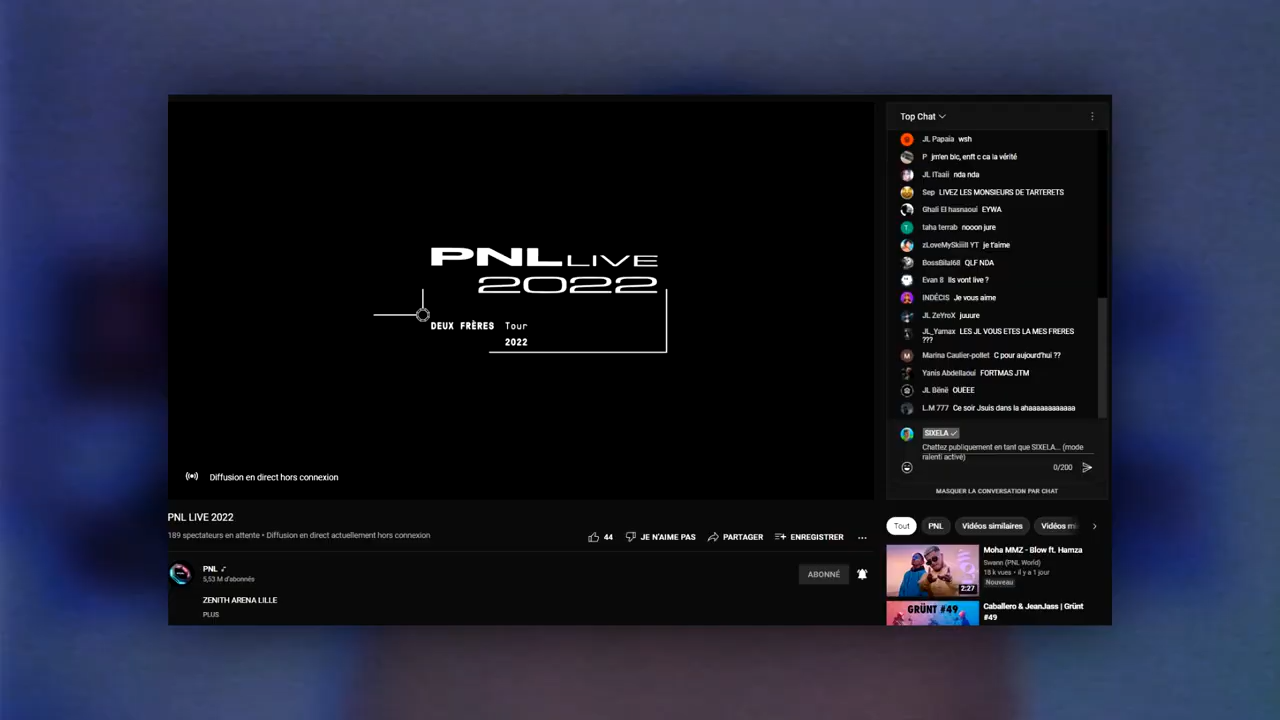 PNL LIVE
2022
DEUX FRÈRES Tour
2022
Diffusion en direct hors connexion
PNL LIVE 2022
189 spectateurs en attente • Diffusion en direct actuellement hors connexion
44
JE N'AIME PAS
PARTAGER
ENREGISTRER
PNL
5,53 M d'abonnés
ABONNÉ
ZENITH ARENA LILLE
PLUS
Top Chat
JL Papaia wsh
P jm'en bic, enft c ca la vérité
JL ITaaii nda nda
Sep LIVEZ LES MONSIEURS DE TARTERETS
Ghali El hasnaoui EYWA
T
taha terrab nooon jure
zLoveMySkiiill YT je t'aime
BossBilal68 QLF NDA
Evan 8 Ils vont live ?
INDÉCIS Je vous aime
JL ZeYroX juuure
JL_Yamax LES JL VOUS ETES LA MES FRERES
???
M
Marina Caulier-pollet C pour aujourd'hui ??
Yanis Abdellaoui FORTMAS JTM
JL Bënë OUEEE
L.M 777 Ce soir Jsuis dans la ahaaaaaaaaaaaa
SIXELA
Chattez publiquement en tant que SIXELA... (mode
ralenti activé)
0/200
MASQUER LA CONVERSATION PAR CHAT
Tout
PNL
Vidéos similaires
Vidéos mi
Moha MMZ - Blow ft. Hamza
Swann (PNL World)
18 k vues • il y a 1 jour
Nouveau
2:27
GRÜNT #49
Caballero & JeanJass | Grünt
#49